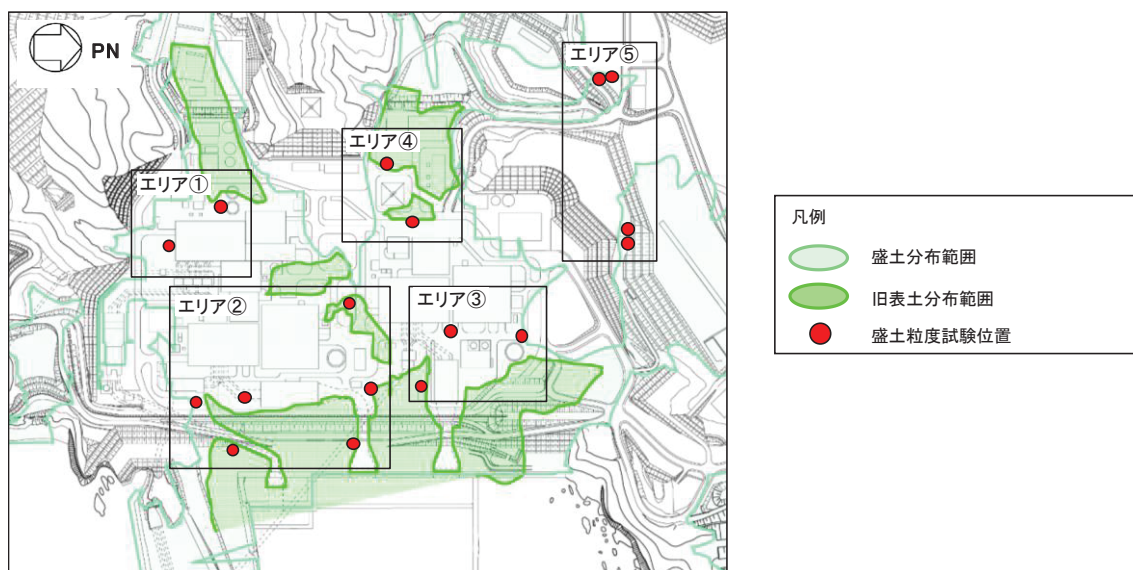 PN
エリア⑤
エリア④
エリア①
エリア②
エリア③
凡例
盛土分布範囲
旧表土分布範囲
盛土粒度試験位置